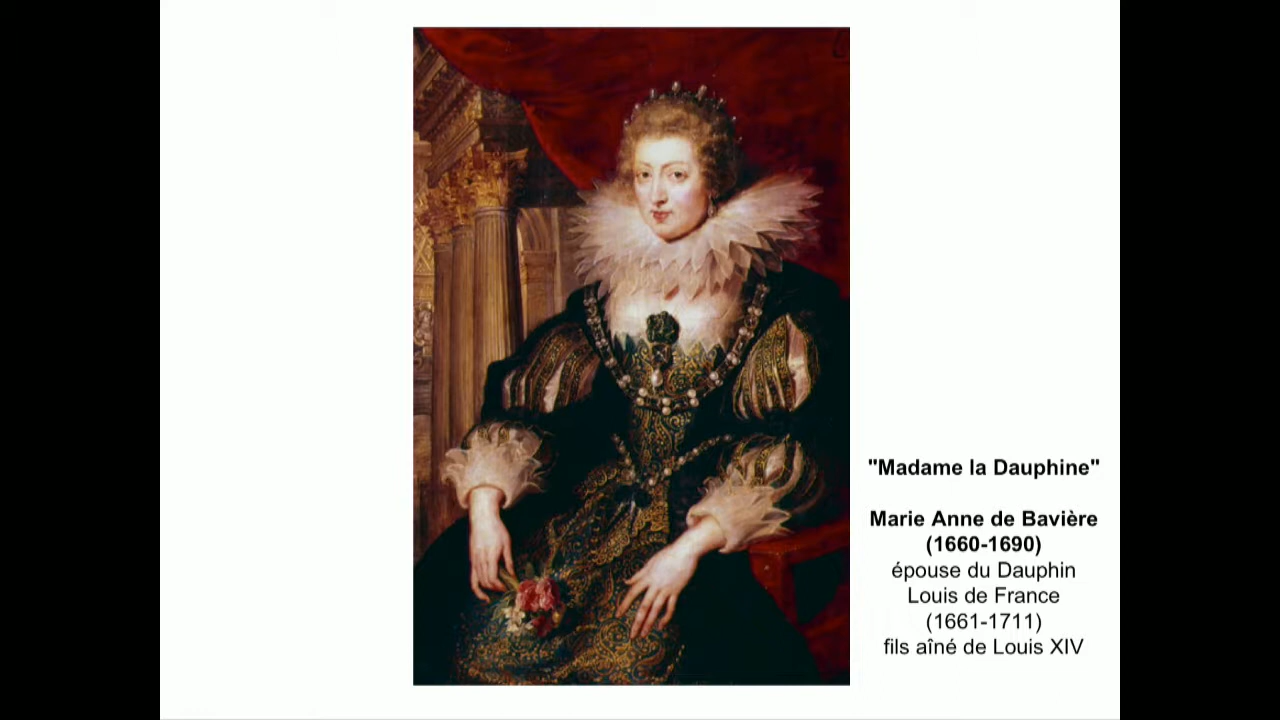 "Madame la Dauphine"
Marie Anne de Bavière
(1660-1690)
épouse du Dauphin
Louis de France
(1661-1711)
fils aîné de Louis XIV